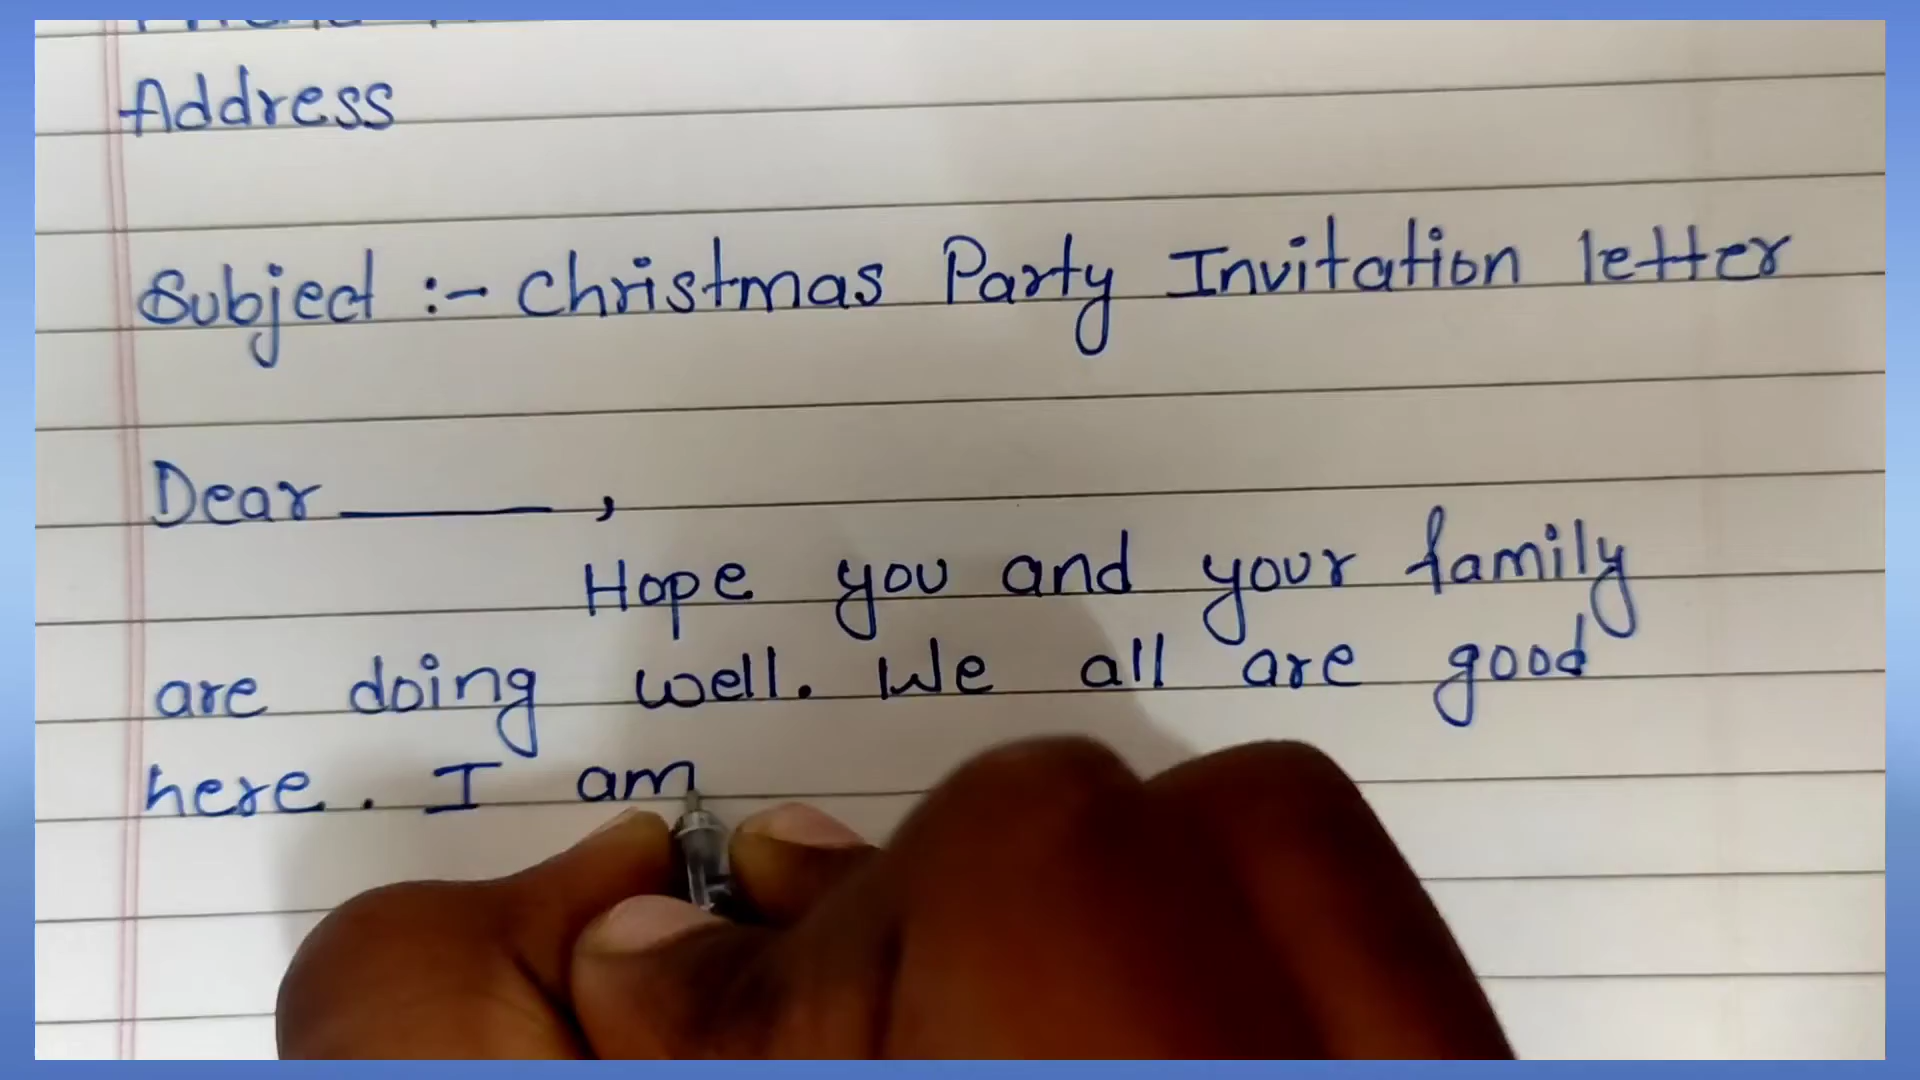 Address
Subject :- Christmas Party Invitation letter
Dear ______ ,
Hope you and your family
are doing well. We all are good
here. I am